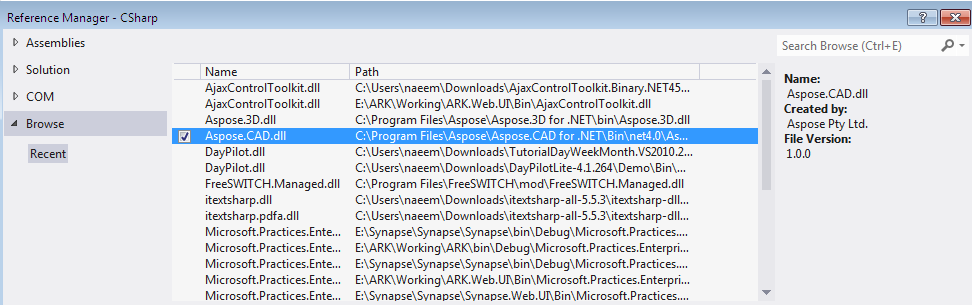 Reference Manager - CSharp
Assemblies
Solution
COM
Browse
Recent
Name Path
AjaxControlToolkit.dll C:\Users\naeem\Downloads\AjaxControlToolkit.Binary.NET45...
AjaxControlToolkit.dll E:\ARK\Working\ARK.Web.UI\Bin\AjaxControlToolkit.dll
Aspose.3D.dll C:\Program Files\Aspose\Aspose.3D for .NET\Bin\Aspose.3D.dll
Aspose.CAD.dll C:\Program Files\Aspose\Aspose.CAD for .NET\Bin\net4.0\As...
DayPilot.dll C:\Users\naeem\Downloads\TutorialDayWeekMonth.VS2010.2...
DayPilot.dll C:\Users\naeem\Downloads\DayPilotLite-4.1.264\Demo\Bin\...
FreeSWITCH.Managed.dll C:\Program Files\FreeSWITCH\mod\FreeSWITCH.Managed.dll
itextsharp.dll C:\Users\naeem\Downloads\itextsharp-all-5.5.3\itextsharp-dll...
itextsharp.pdfa.dll C:\Users\naeem\Downloads\itextsharp-all-5.5.3\itextsharp-dll...
Microsoft.Practices.Ente... E:\Synapse\Synapse\Synapse\bin\Debug\Microsoft.Practices....
Microsoft.Practices.Ente... E:\ARK\Working\ARK\bin\Debug\Microsoft.Practices.Enterpri...
Microsoft.Practices.Ente... E:\Synapse\Synapse\Synapse\bin\Debug\Microsoft.Practices....
Microsoft.Practices.Ente... E:\ARK\Working\ARK.Web.UI\Bin\Microsoft.Practices.Enterpri...
Microsoft.Practices.Ente... E:\Synapse\Synapse.Web.UI\Bin\Microsoft.Practices.Enterpri...
Search Browse (Ctrl+E)
Name:
Aspose.CAD.dll
Created by:
Aspose Pty Ltd.
File Version:
1.0.0